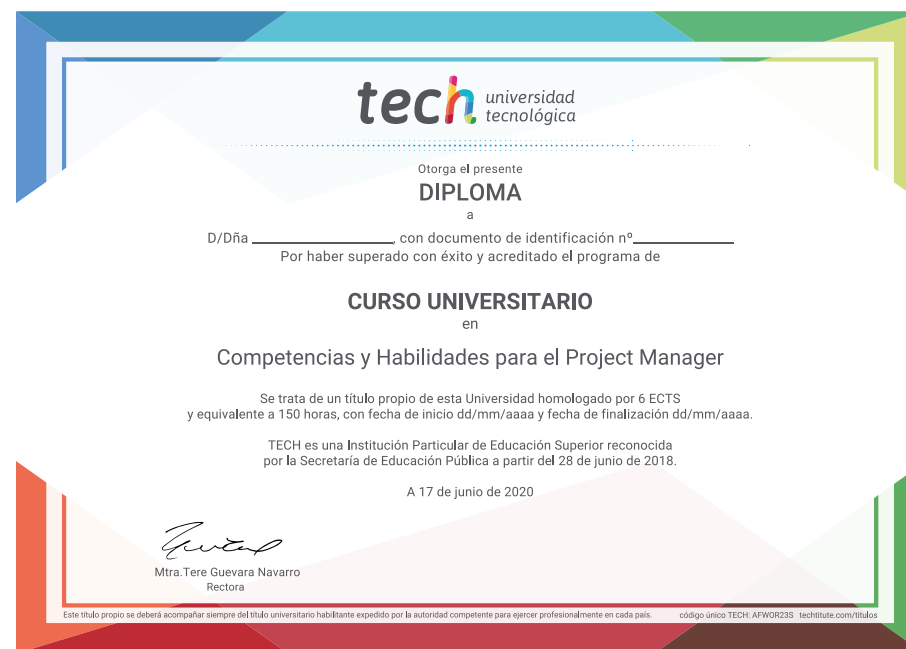 tech universidad
tecnológica
Otorga el presente
DIPLOMA
a
D/Dña ____________, con documento de identificación nº____________
Por haber superado con éxito y acreditado el programa de
CURSO UNIVERSITARIO
en
Competencias y Habilidades para el Project Manager
Se trata de un título propio de esta Universidad homologado por 6 ECTS
y equivalente a 150 horas, con fecha de inicio dd/mm/aaaa y fecha de finalización dd/mm/aaaa.
TECH es una Institución Particular de Educación Superior reconocida
por la Secretaría de Educación Pública a partir del 28 de junio de 2018.
A 17 de junio de 2020
Mtra.Tere Guevara Navarro
Rectora
Este título propio se deberá acompañar siempre del título universitario habilitante expedido por la autoridad competente para ejercer profesionalmente en cada país. código único TECH: AFWOR23S techtitute.com/titulos